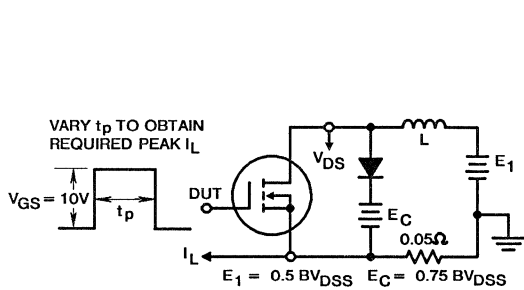 VARY tp TO OBTAIN
REQUIRED PEAK IL
VGS = 10V
tp
DUT
VDS
L
E1
EC
0.05Ω
IL
E1 = 0.5 BVDSS EC = 0.75 BVDSS